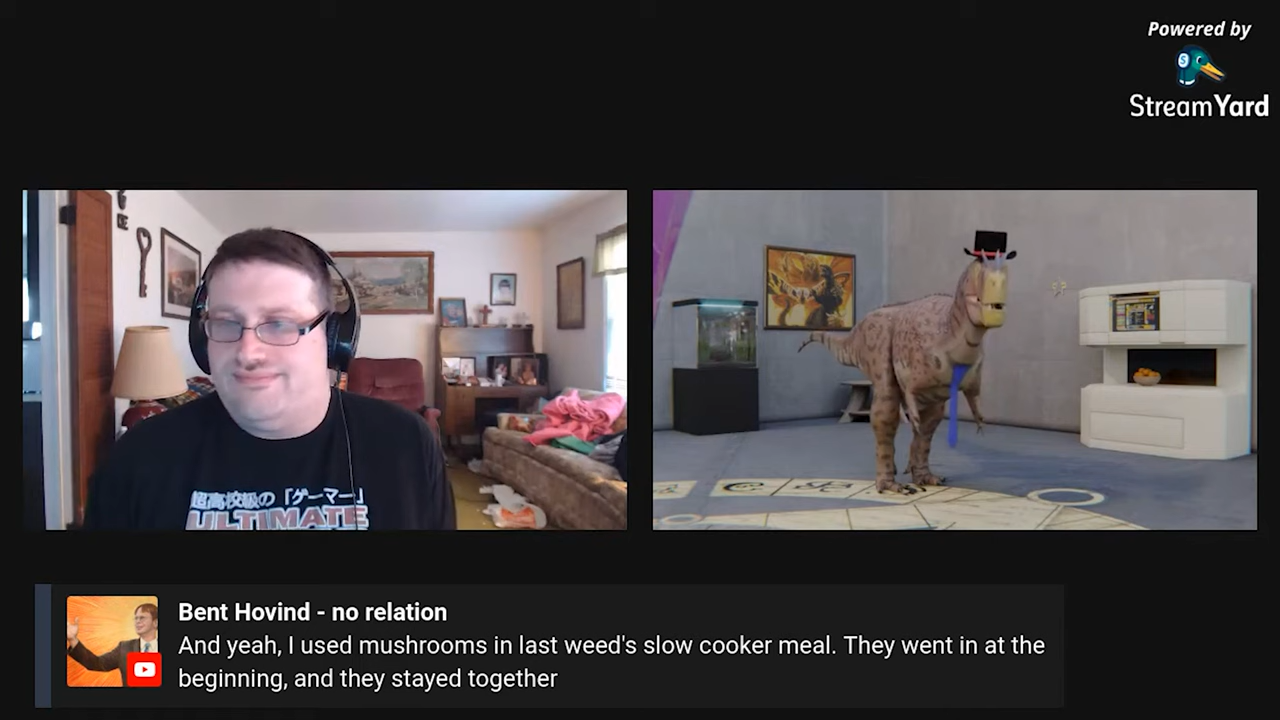 Powered by
StreamYard
超高校級の「ゲーマー」
ULTIMATE
Bent Hovind - no relation
And yeah, I used mushrooms in last weed's slow cooker meal. They went in at the
beginning, and they stayed together